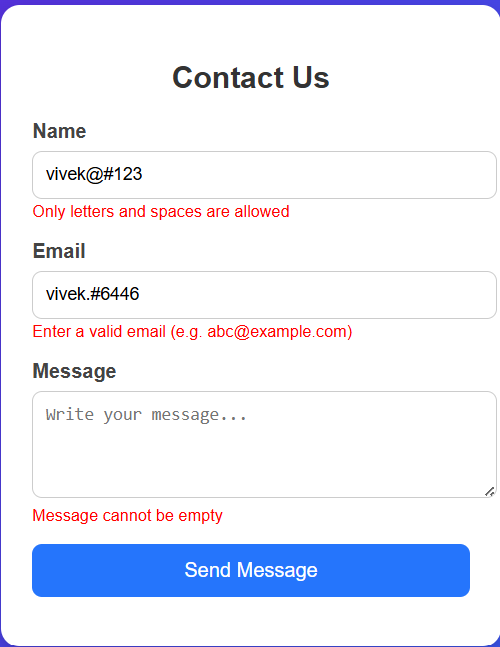 Contact Us
Name
vivek@#123
Only letters and spaces are allowed
Email
vivek.#6446
Enter a valid email (e.g. abc@example.com)
Message
Write your message...
Message cannot be empty
Send Message